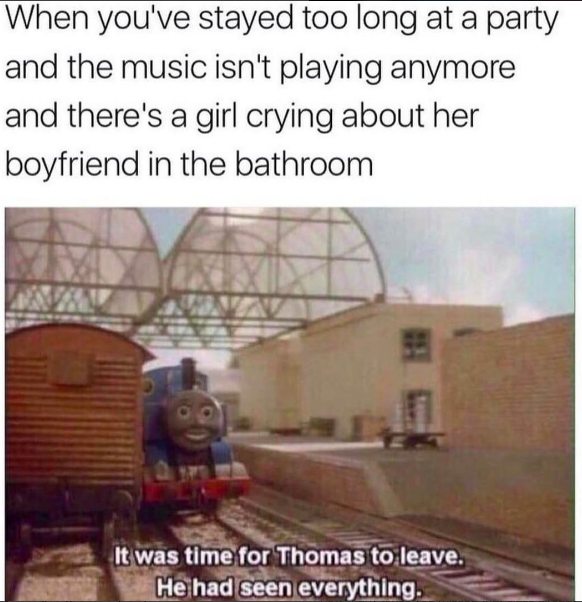 When you've stayed too long at a party
and the music isn't playing anymore
and there's a girl crying about her
boyfriend in the bathroom
It was time for Thomas to leave.
He had seen everything.